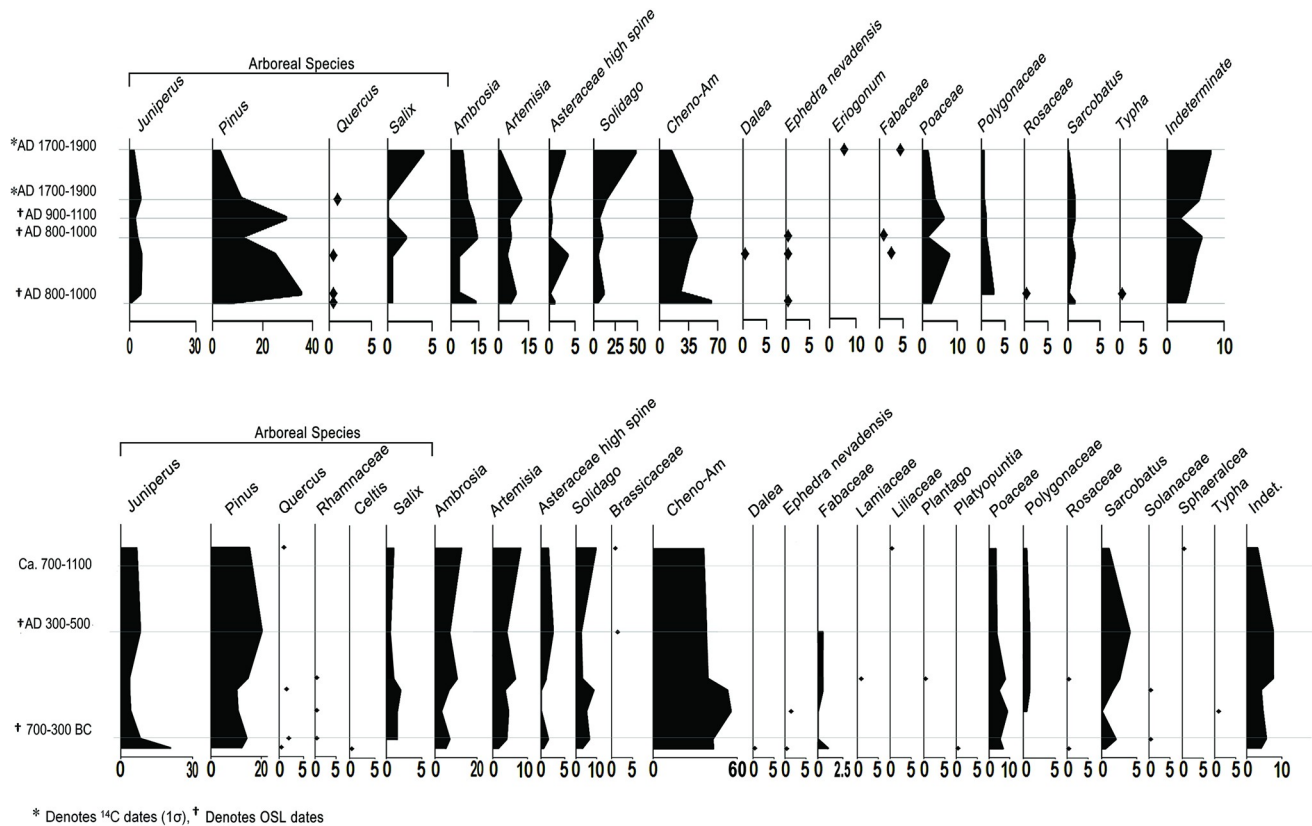 Arboreal Species
Juniperus Pinus Quercus Salix Ambrosia Artemisia Asteraceae high spine Solidago Cheno-Am Dalea Ephedra nevadensis Eriogonum Fabaceae Poaceae Polygonaceae Rosaceae Sarcobatus Typha Indeterminate
*AD 1700-1900
*AD 1700-1900
†AD 900-1100
†AD 800-1000
†AD 800-1000
0 30 0 20 40 0 5 0 5 0 15 0 15 0 5 0 25 50 0 35 70 0 5 0 5 0 10 0 5 0 10 0 5 0 5 0 5 0 5 0 10
Arboreal Species
Juniperus Pinus Quercus Rhamnaceae Celtis Salix Ambrosia Artemisia Asteraceae high spine Solidago Brassicaceae Cheno-Am Dalea Ephedra nevadensis Fabaceae Lamiaceae Liliaceae Plantago Platyopuntia Poaceae Polygonaceae Rosaceae Sarcobatus Solanaceae Sphaeralcea Typha Indet.
Ca. 700-1100
†AD 300-500
† 700-300 BC
0 30 0 20 0 5 0 5 0 5 0 5 0 20 0 10 0 5 0 10 0 5 0 60 0 5 0 5 0 2.5 0 5 0 5 0 5 0 5 0 10 0 5 0 5 0 5 0 5 0 5 0 5 0 10
* Denotes ¹⁴C dates (1σ), † Denotes OSL dates